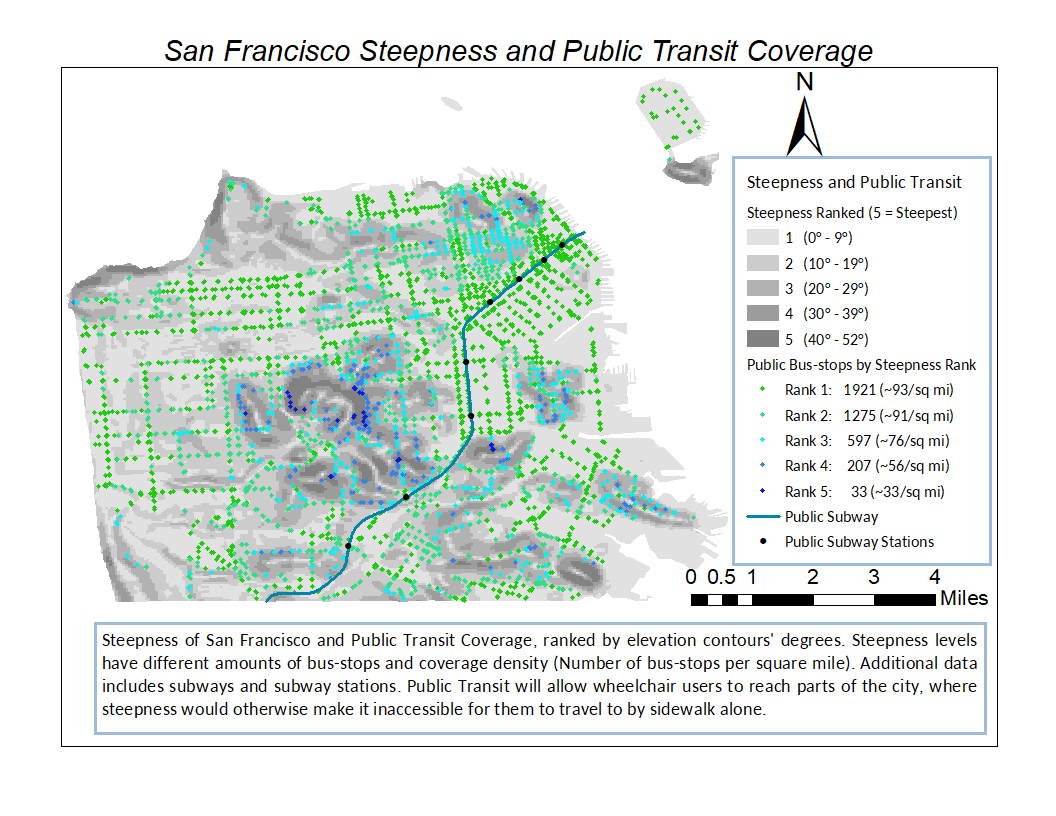 San Francisco Steepness and Public Transit Coverage
N
Steepness and Public Transit
Steepness Ranked (5 = Steepest)
1 (0° - 9°)
2 (10° - 19°)
3 (20° - 29°)
4 (30° - 39°)
5 (40° - 52°)
Public Bus-stops by Steepness Rank
Rank 1: 1921 (~93/sq mi)
Rank 2: 1275 (~91/sq mi)
Rank 3: 597 (~76/sq mi)
Rank 4: 207 (~56/sq mi)
Rank 5: 33 (~33/sq mi)
Public Subway
Public Subway Stations
0 0.5 1 2 3 4
Miles
Steepness of San Francisco and Public Transit Coverage, ranked by elevation contours' degrees. Steepness levels
have different amounts of bus-stops and coverage density (Number of bus-stops per square mile). Additional data
includes subways and subway stations. Public Transit will allow wheelchair users to reach parts of the city, where
steepness would otherwise make it inaccessible for them to travel to by sidewalk alone.